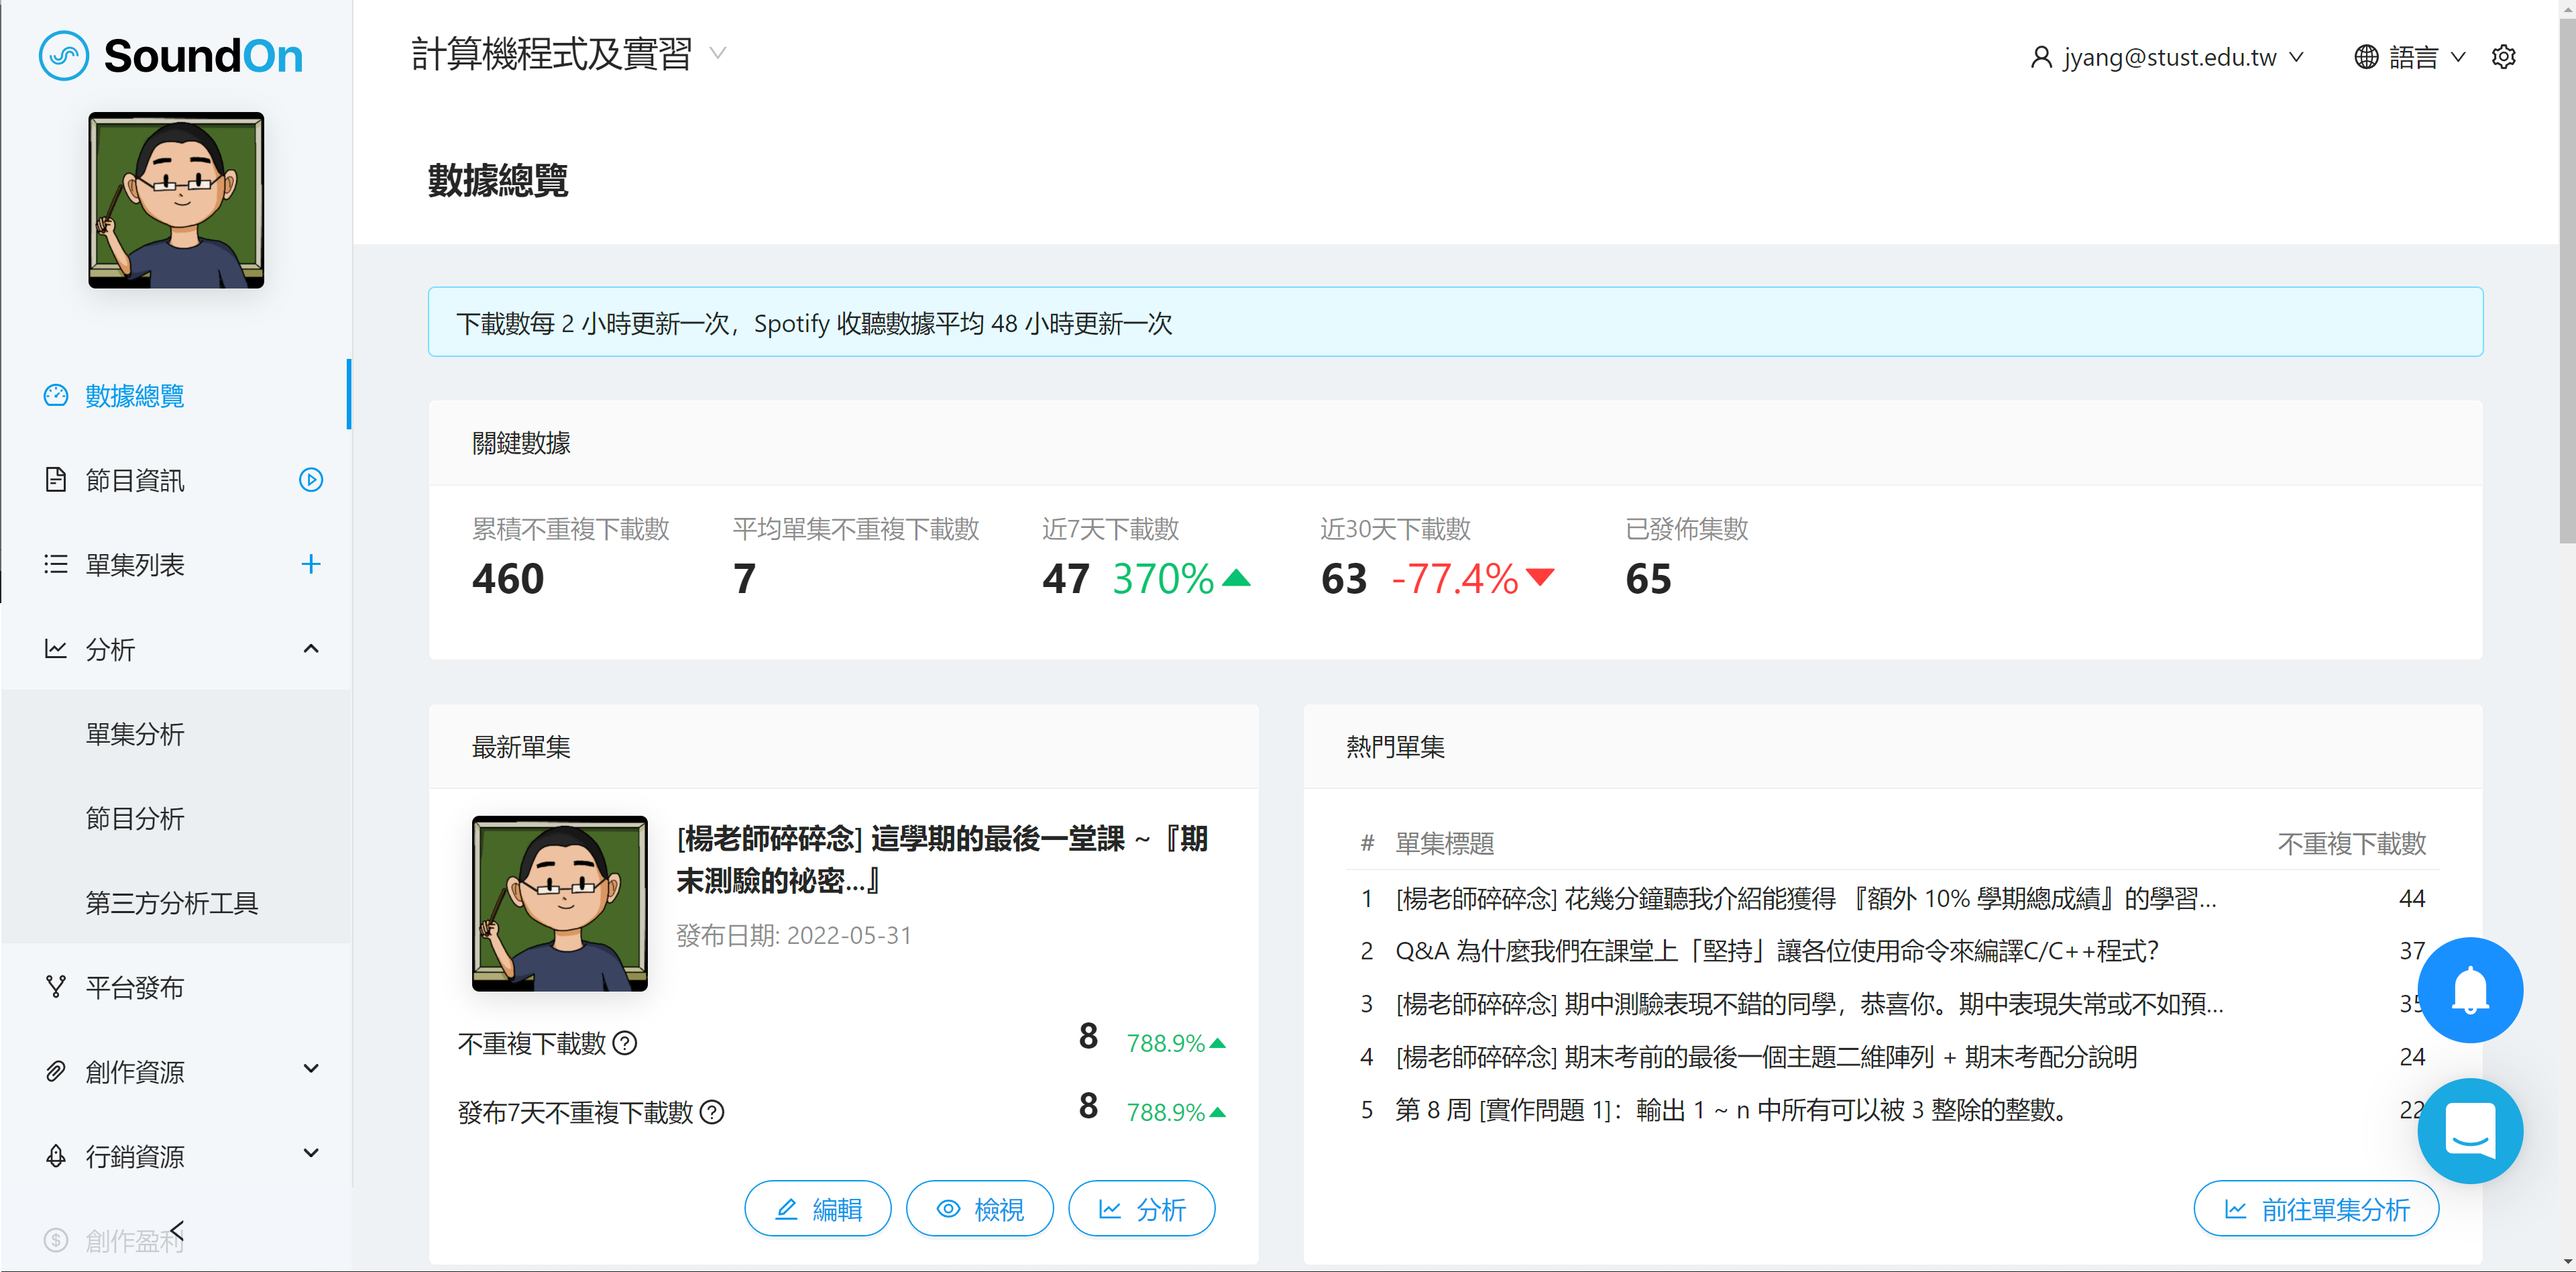 SoundOn
計算機程式及實習
jyang@stust.edu.tw
語言
數據總覽
下載數每 2 小時更新一次，Spotify 收聽數據平均 48 小時更新一次
數據總覽
節目資訊
單集列表
分析
單集分析
節目分析
第三方分析工具
平台發布
創作資源
行銷資源
創作盈利
關鍵數據
累積不重複下載數
460
平均單集不重複下載數
7
近7天下載數
47 370%
近30天下載數
63 -77.4%
已發佈集數
65
最新單集
[楊老師碎碎念] 這學期的最後一堂課 ~『期
末測驗的祕密...』
發布日期: 2022-05-31
不重複下載數 8 788.9%
發布7天不重複下載數 8 788.9%
編輯
檢視
分析
熱門單集
# 單集標題 不重複下載數
1 [楊老師碎碎念] 花幾分鐘聽我介紹能獲得 『額外 10% 學期總成績』的學習... 44
2 Q&A 為什麼我們在課堂上「堅持」讓各位使用命令來編譯C/C++程式? 37
3 [楊老師碎碎念] 期中測驗表現不錯的同學，恭喜你。期中表現失常或不如預... 35
4 [楊老師碎碎念] 期末考前的最後一個主題二維陣列 + 期末考配分說明 24
5 第 8 周 [實作問題 1]：輸出 1 ~ n 中所有可以被 3 整除的整數。 22
前往單集分析